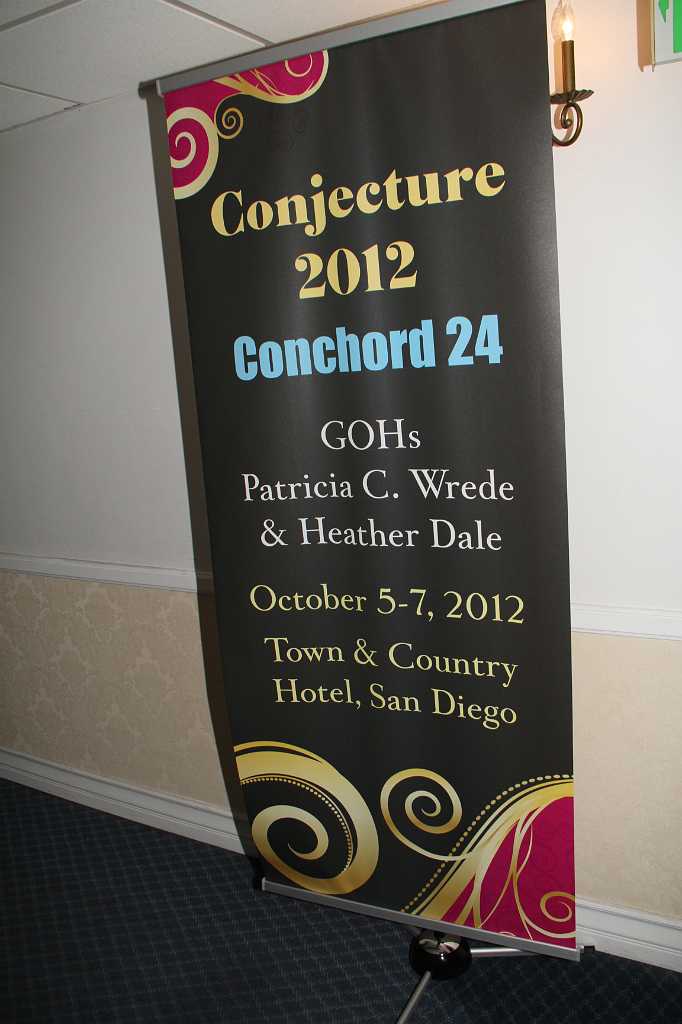 Conjecture
2012
Conchord 24
GOHs
Patricia C. Wrede
& Heather Dale
October 5-7, 2012
Town & Country
Hotel, San Diego